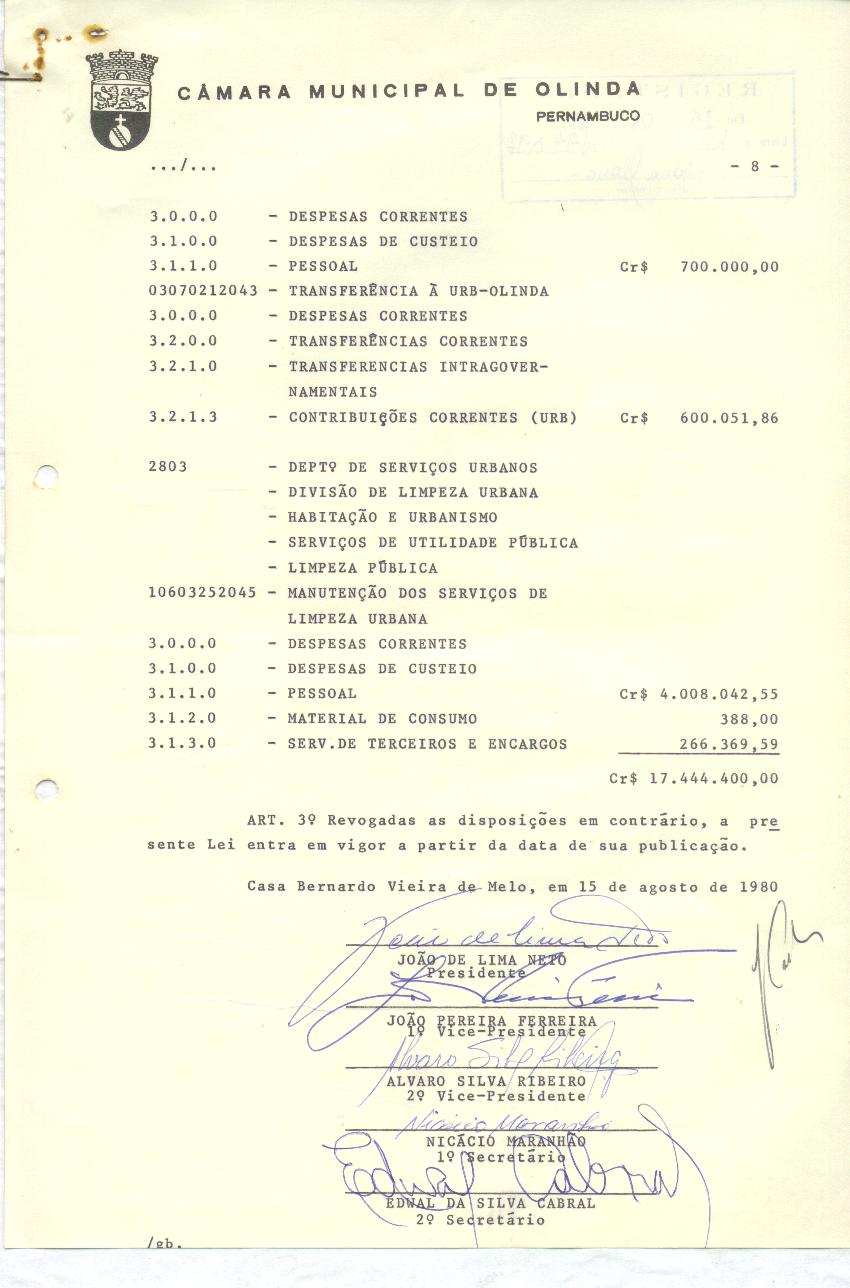 CÂMARA MUNICIPAL DE OLINDA
PERNAMBUCO
.../... - 8 -
3.0.0.0 - DESPESAS CORRENTES
3.1.0.0 - DESPESAS DE CUSTEIO
3.1.1.0 - PESSOAL Cr$ 700.000,00
03070212043 - TRANSFERÊNCIA À URB-OLINDA
3.0.0.0 - DESPESAS CORRENTES
3.2.0.0 - TRANSFERÊNCIAS CORRENTES
3.2.1.0 - TRANSFERENCIAS INTRAGOVER-
NAMENTAIS
3.2.1.3 - CONTRIBUIÇÕES CORRENTES (URB) Cr$ 600.051,86
2803 - DEPTº DE SERVIÇOS URBANOS
- DIVISÃO DE LIMPEZA URBANA
- HABITAÇÃO E URBANISMO
- SERVIÇOS DE UTILIDADE PÚBLICA
- LIMPEZA PÚBLICA
10603252045 - MANUTENÇÃO DOS SERVIÇOS DE
LIMPEZA URBANA
3.0.0.0 - DESPESAS CORRENTES
3.1.0.0 - DESPESAS DE CUSTEIO
3.1.1.0 - PESSOAL Cr$ 4.008.042,55
3.1.2.0 - MATERIAL DE CONSUMO 388,00
3.1.3.0 - SERV.DE TERCEIROS E ENCARGOS 266.369,59
Cr$ 17.444.400,00
ART. 3º Revogadas as disposições em contrário, a pre
sente Lei entra em vigor a partir da data de sua publicação.
Casa Bernardo Vieira de Melo, em 15 de agosto de 1980
João de Lima Neto
JOÃO DE LIMA NETO
Presidente
JOÃO PEREIRA FERREIRA
1º Vice-Presidente
Alvaro Silva Ribeiro
ALVARO SILVA RIBEIRO
2º Vice-Presidente
Nicácio Maranhão
NICÁCIO MARANHÃO
1º Secretário
Edwal Cabral
EDWAL DA SILVA CABRAL
2º Secretário
/gb.